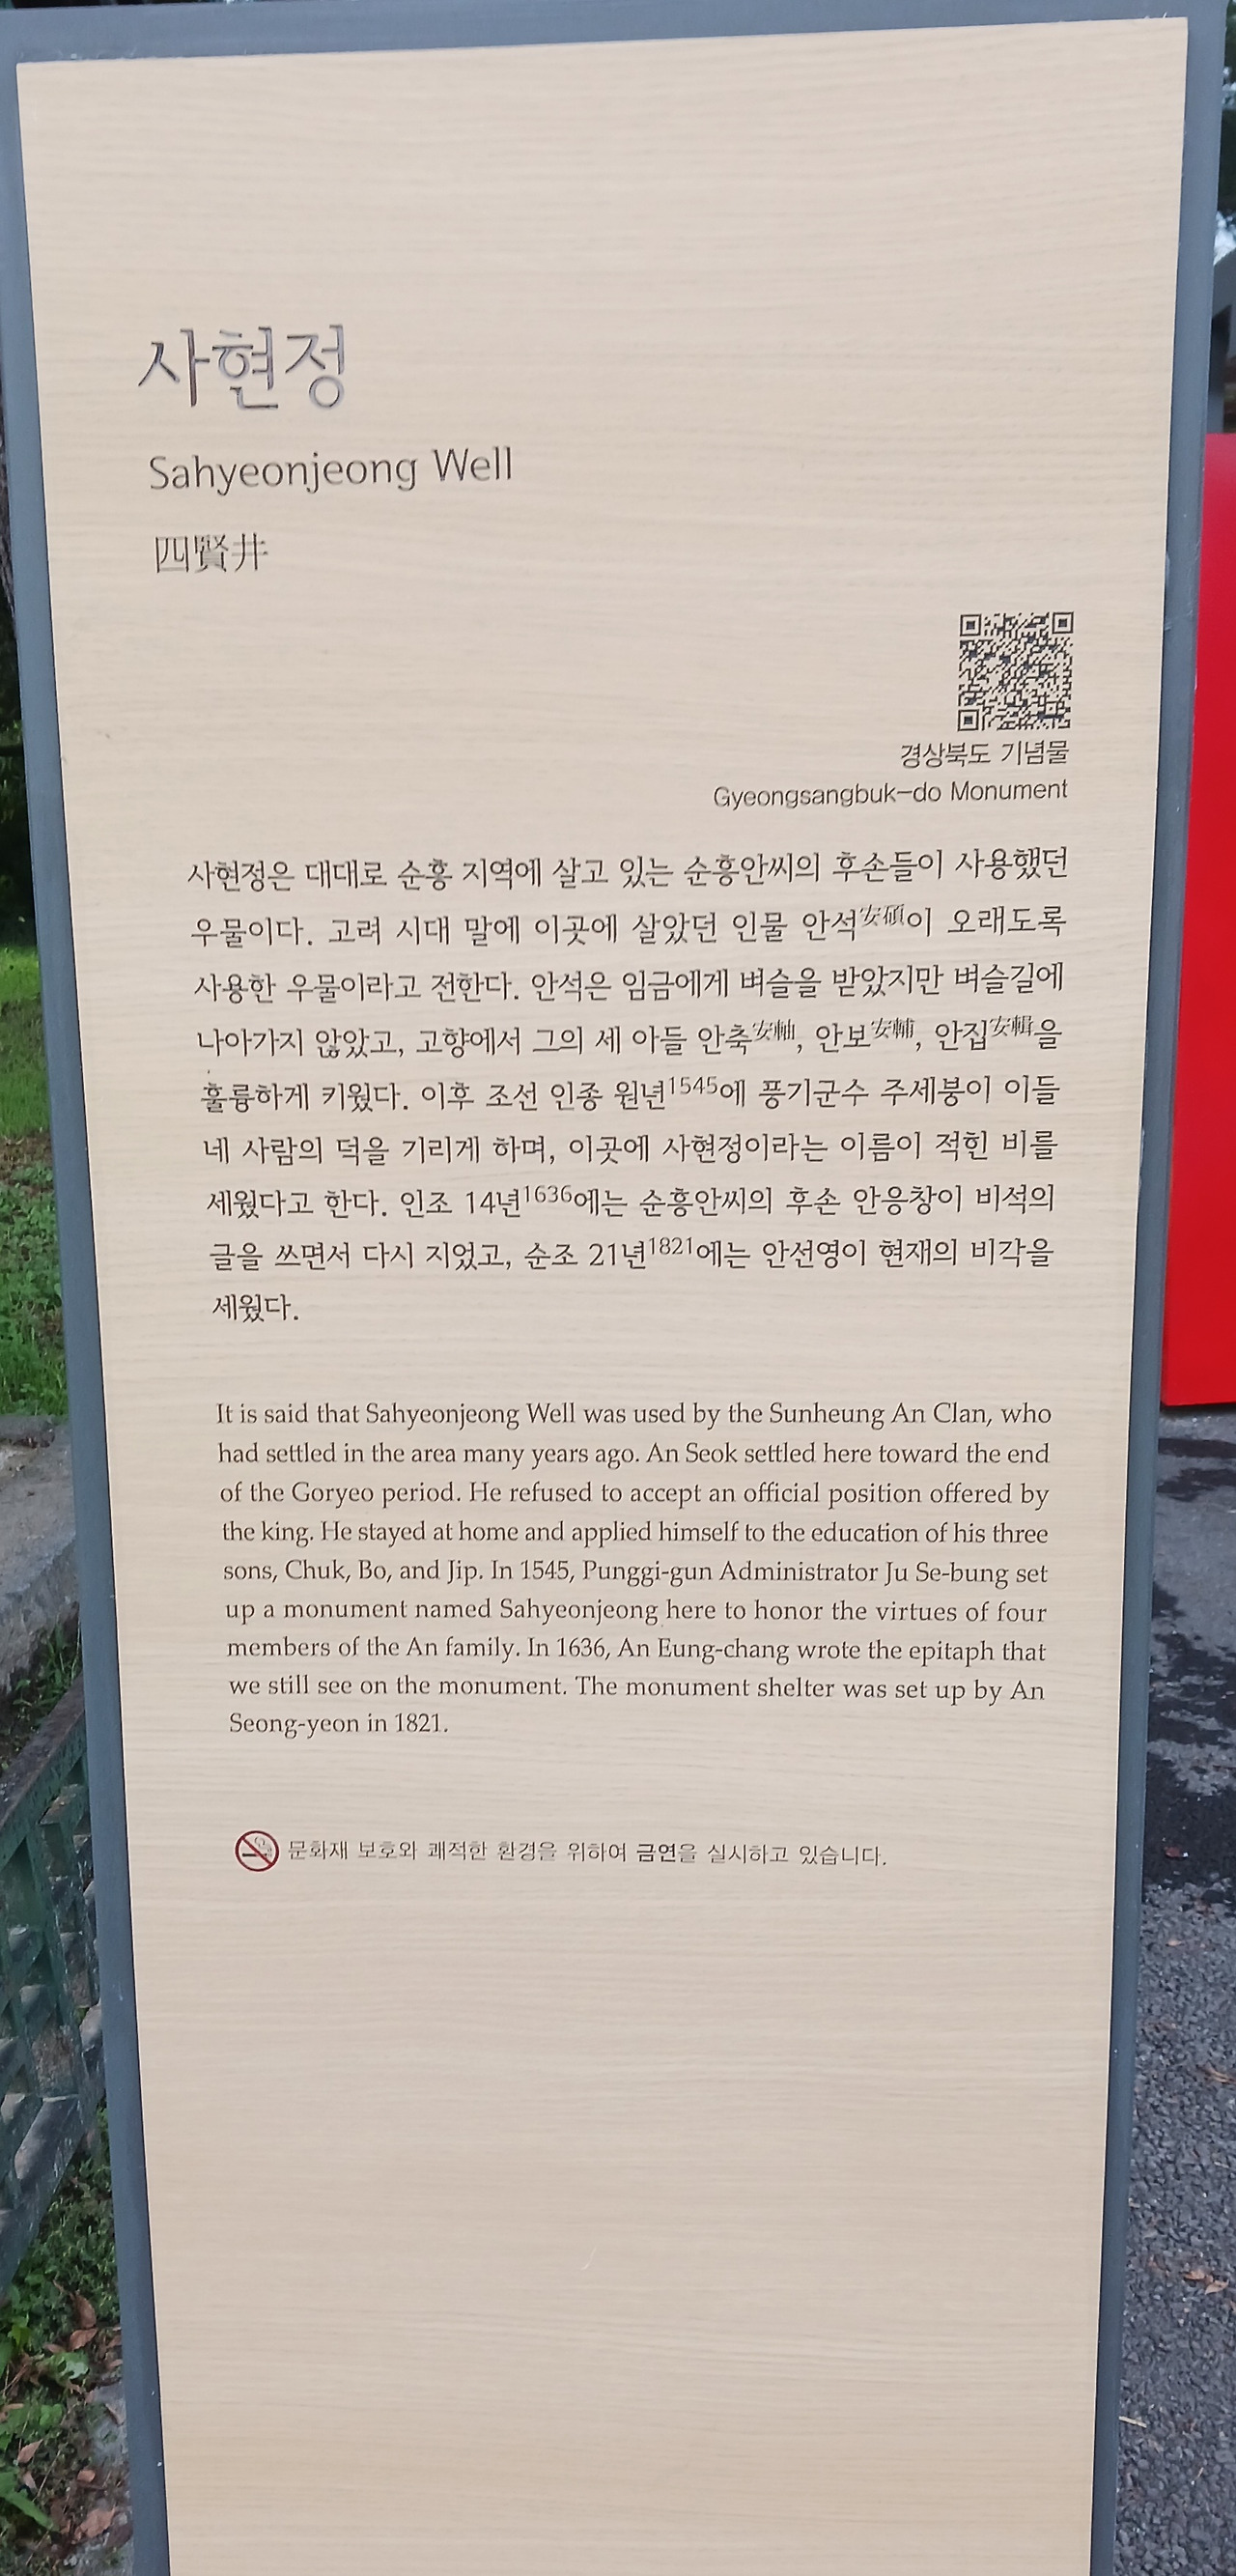 사현정
Sahyeonjeong Well
四賢井
경상북도 기념물
Gyeongsangbuk-do Monument
사현정은 대대로 순흥 지역에 살고 있는 순흥안씨의 후손들이 사용했던
우물이다. 고려 시대 말에 이곳에 살았던 인물 안석安碩이 오래도록
사용한 우물이라고 전한다. 안석은 임금에게 벼슬을 받았지만 벼슬길에
나아가지 않았고, 고향에서 그의 세 아들 안축安軸, 안보安輔, 안집安輯을
훌륭하게 키웠다. 이후 조선 인종 원년1545에 풍기군수 주세붕이 이들
네 사람의 덕을 기리게 하며, 이곳에 사현정이라는 이름이 적힌 비를
세웠다고 한다. 인조 14년1636에는 순흥안씨의 후손 안응창이 비석의
글을 쓰면서 다시 지었고, 순조 21년1821에는 안선영이 현재의 비각을
세웠다.
It is said that Sahyeonjeong Well was used by the Sunheung An Clan, who
had settled in the area many years ago. An Seok settled here toward the end
of the Goryeo period. He refused to accept an official position offered by
the king. He stayed at home and applied himself to the education of his three
sons, Chuk, Bo, and Jip. In 1545, Punggi-gun Administrator Ju Se-bung set
up a monument named Sahyeonjeong here to honor the virtues of four
members of the An family. In 1636, An Eung-chang wrote the epitaph that
we still see on the monument. The monument shelter was set up by An
Seong-yeon in 1821.
문화재 보호와 쾌적한 환경을 위하여 금연을 실시하고 있습니다.